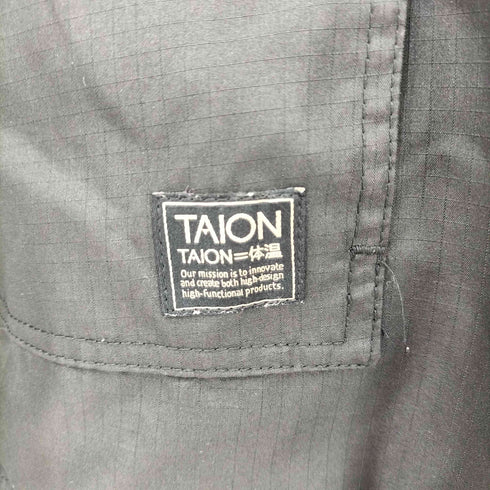 TAION
TAION=体温
Our mission is to innovate
and create both high-design
high-functional products.